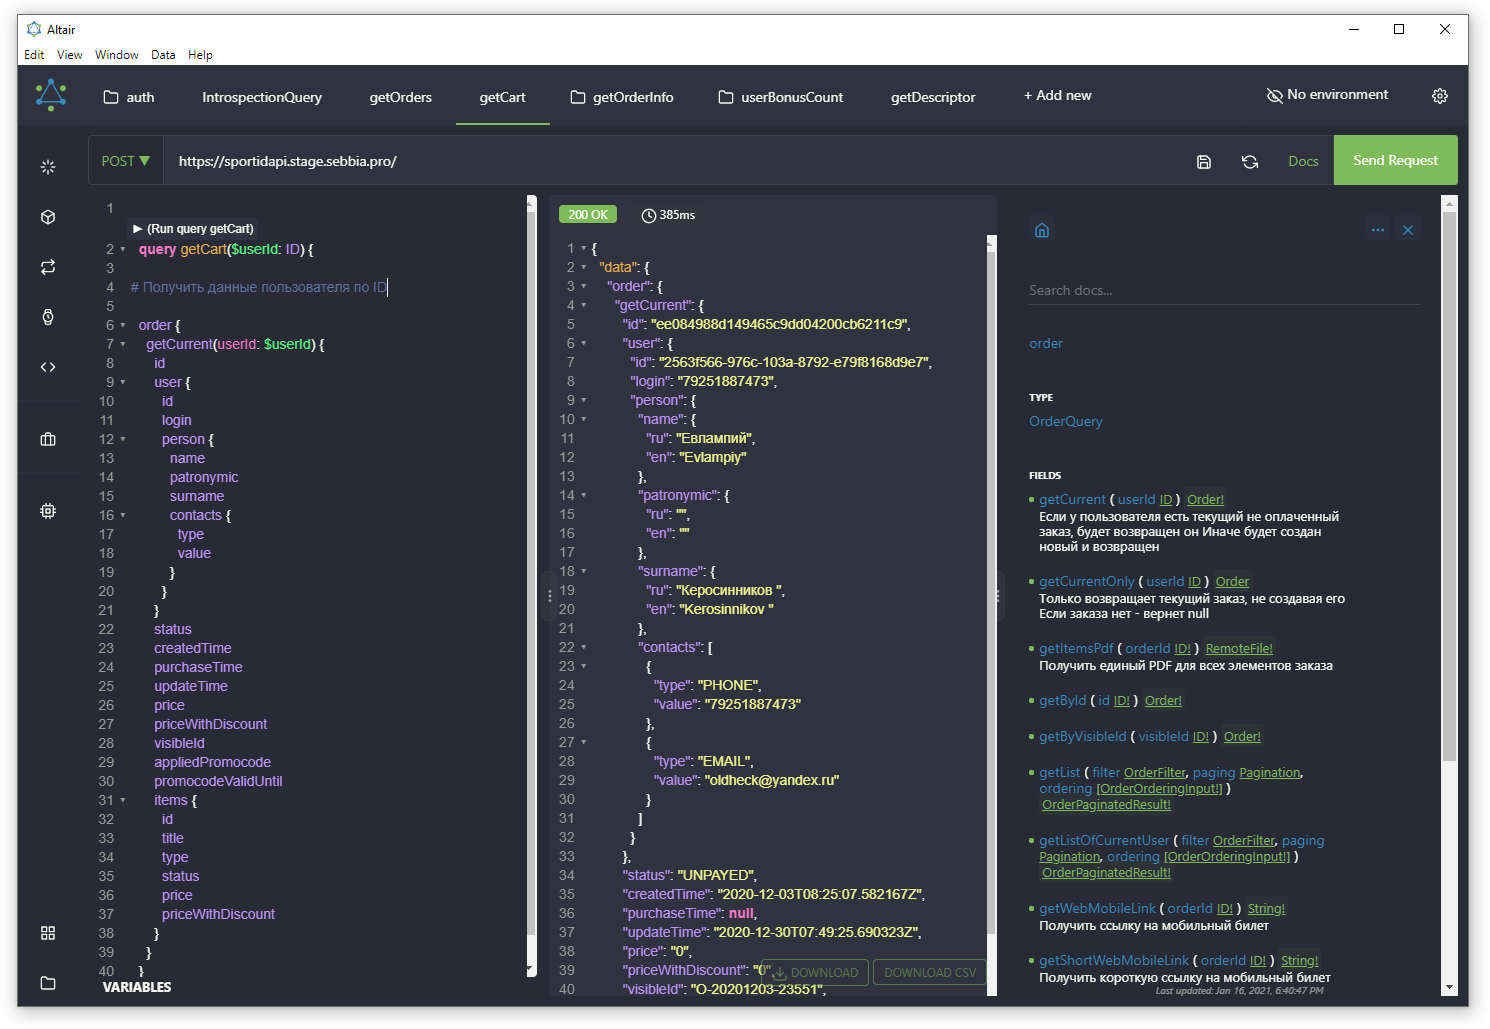 Altair
Edit View Window Data Help
auth IntrospectionQuery getOrders getCart getOrderInfo userBonusCount getDescriptor + Add new No environment
POST ▼ https://sportidapi.stage.sebbia.pro/ Docs Send Request
1
▶ (Run query getCart)
2 query getCart($userId: ID) {
3
4 # Получить данные пользователя по ID
5
6 order {
7 getCurrent(userId: $userId) {
8 id
9 user {
10 id
11 login
12 person {
13 name
14 patronymic
15 surname
16 contacts {
17 type
18 value
19 }
20 }
21 }
22 status
23 createdTime
24 purchaseTime
25 updateTime
26 price
27 priceWithDiscount
28 visibleId
29 appliedPromocode
30 promocodeValidUntil
31 items {
32 id
33 title
34 type
35 status
36 price
37 priceWithDiscount
38 }
39 }
40 }
VARIABLES
200 OK 385ms
1 {
2 "data": {
3 "order": {
4 "getCurrent": {
5 "id": "ee084988d149465c9dd04200cb6211c9",
6 "user": {
7 "id": "2563f566-976c-103a-8792-e79f8168d9e7",
8 "login": "79251887473",
9 "person": {
10 "name": {
11 "ru": "Евлампий",
12 "en": "Evlampiy"
13 },
14 "patronymic": {
15 "ru": "",
16 "en": ""
17 },
18 "surname": {
19 "ru": "Керосинников ",
20 "en": "Kerosinnikov "
21 },
22 "contacts": [
23 {
24 "type": "PHONE",
25 "value": "79251887473"
26 },
27 {
28 "type": "EMAIL",
29 "value": "oldheck@yandex.ru"
30 }
31 ]
32 }
33 },
34 "status": "UNPAYED",
35 "createdTime": "2020-12-03T08:25:07.582167Z",
36 "purchaseTime": null,
37 "updateTime": "2020-12-30T07:49:25.690323Z",
38 "price": "0",
39 "priceWithDiscount": "0",
40 "visibleId": "O-20201203-23551",
DOWNLOAD DOWNLOAD CSV
Search docs...
order
TYPE
OrderQuery
FIELDS
getCurrent ( userId ID ) Order!
Если у пользователя есть текущий не оплаченный
заказ, будет возвращен он Иначе будет создан
новый и возвращен
getCurrentOnly ( userId ID ) Order
Только возвращает текущий заказ, не создавая его
Если заказа нет - вернет null
getItemsPdf ( orderId ID! ) RemoteFile!
Получить единый PDF для всех элементов заказа
getById ( id ID! ) Order!
getByVisibleId ( visibleId ID! ) Order!
getList ( filter OrderFilter, paging Pagination,
ordering [OrderOrderingInput!] )
OrderPaginatedResult!
getListOfCurrentUser ( filter OrderFilter, paging
Pagination, ordering [OrderOrderingInput!] )
OrderPaginatedResult!
getWebMobileLink ( orderId ID! ) String!
Получить ссылку на мобильный билет
getShortWebMobileLink ( orderId ID! ) String!
Получить короткую ссылку на мобильный билет
Last updated: Jan 16, 2021, 6:40:47 PM